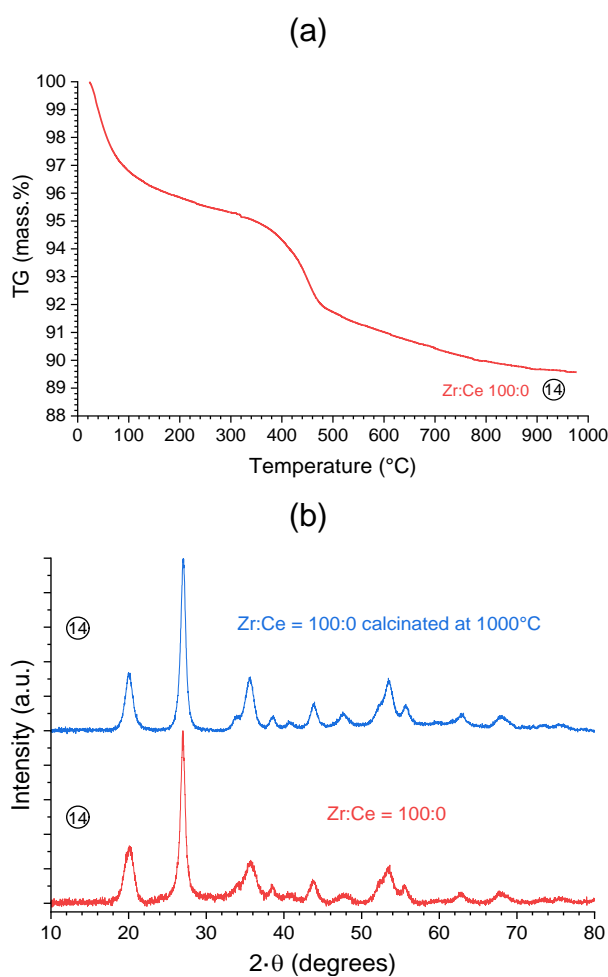 (a)
100
99
98
97
96
95
94
93
92
91
90
89
88
TG (mass.%)
Zr:Ce 100:0 14
0 100 200 300 400 500 600 700 800 900 1000
Temperature (°C)
(b)
14 Zr:Ce = 100:0 calcinated at 1000°C
Intensity (a.u.)
14 Zr:Ce = 100:0
10 20 30 40 50 60 70 80
2·θ (degrees)